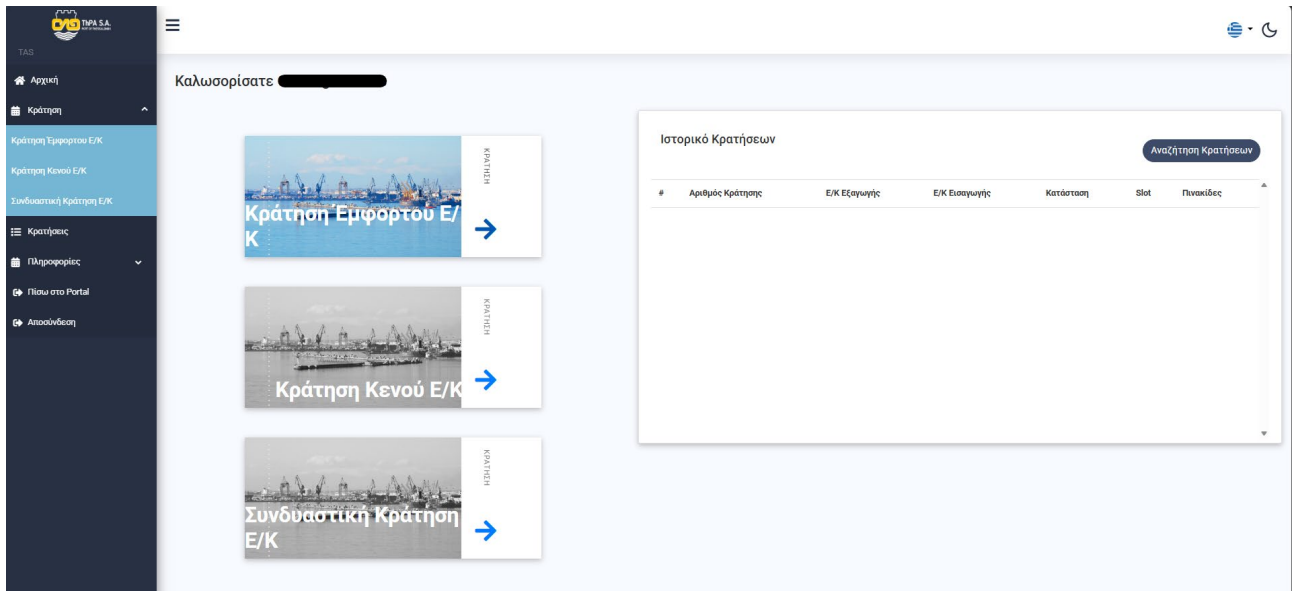 ΤΗΡΑ S.A.
TAS
Αρχική
Κράτηση
Κράτηση Έμφορτου Ε/Κ
Κράτηση Κενού Ε/Κ
Συνδυαστική Κράτηση Ε/Κ
Κρατήσεις
Πληροφορίες
Πίσω στο Portal
Αποσύνδεση
Καλωσορίσατε
ΚΡΑΤΗΣΗ
Κράτηση Έμφορτου Ε/
Κ
ΚΡΑΤΗΣΗ
Κράτηση Κενού Ε/Κ
ΚΡΑΤΗΣΗ
Συνδυαστική Κράτηση
Ε/Κ
Ιστορικό Κρατήσεων
Αναζήτηση Κρατήσεων
# Αριθμός Κράτησης Ε/Κ Εξαγωγής Ε/Κ Εισαγωγής Κατάσταση Slot Πινακίδες